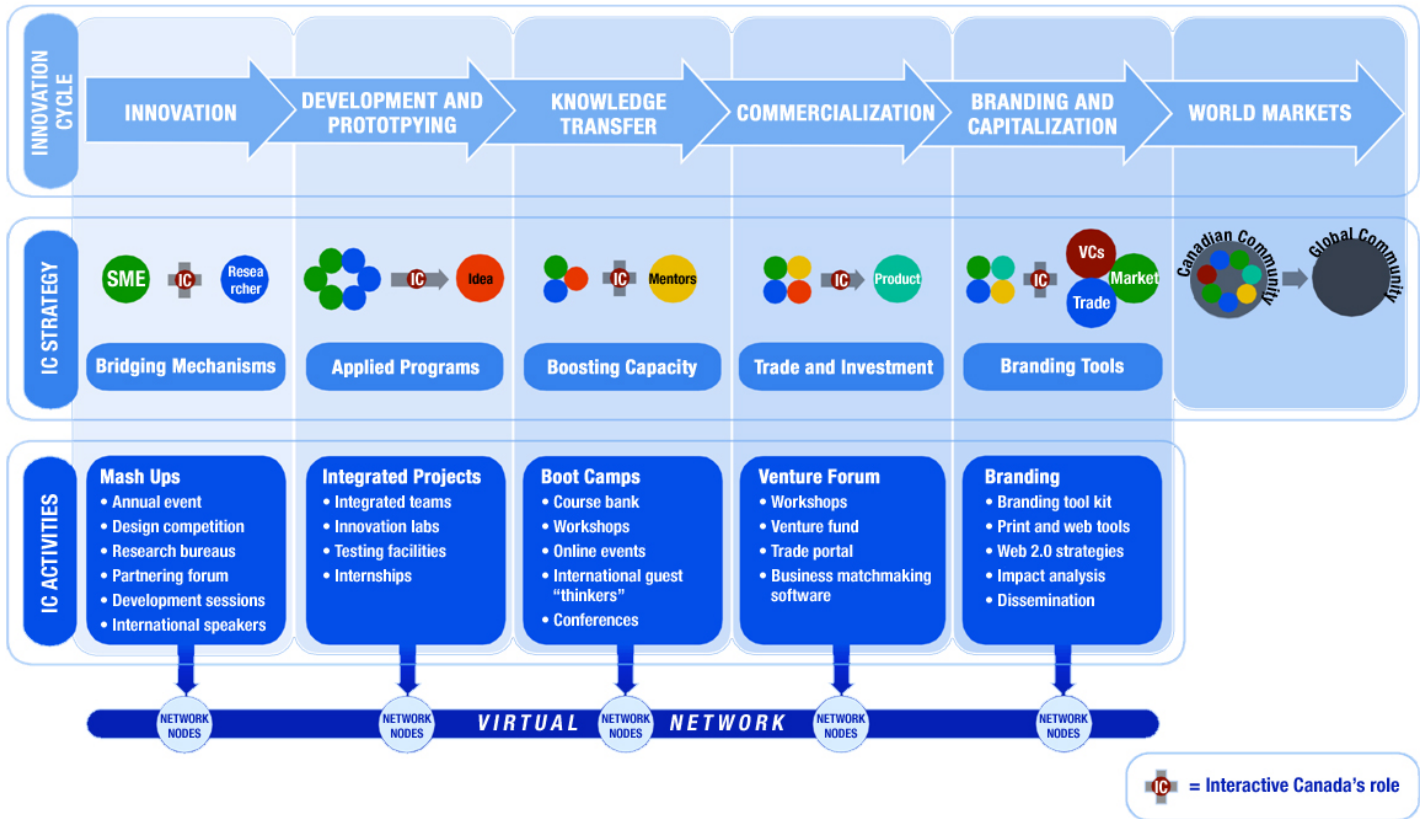 INNOVATION
CYCLE
INNOVATION
DEVELOPMENT AND
PROTOTPYING
KNOWLEDGE
TRANSFER
COMMERCIALIZATION
BRANDING AND
CAPITALIZATION
WORLD MARKETS
IC STRATEGY
SME
IC
Resea
rcher
Bridging Mechanisms
IC
Idea
Applied Programs
IC
Mentors
Boosting Capacity
IC
Product
Trade and Investment
IC
VCs
Market
Trade
Branding Tools
Canadian Community
Global Community
IC ACTIVITIES
Mash Ups
• Annual event
• Design competition
• Research bureaus
• Partnering forum
• Development sessions
• International speakers
Integrated Projects
• Integrated teams
• Innovation labs
• Testing facilities
• Internships
Boot Camps
• Course bank
• Workshops
• Online events
• International guest
“thinkers”
• Conferences
Venture Forum
• Workshops
• Venture fund
• Trade portal
• Business matchmaking
software
Branding
• Branding tool kit
• Print and web tools
• Web 2.0 strategies
• Impact analysis
• Dissemination
NETWORK
NODES
NETWORK
NODES
VIRTUAL
NETWORK
NODES
NETWORK
NETWORK
NODES
NETWORK
NODES
IC = Interactive Canada's role